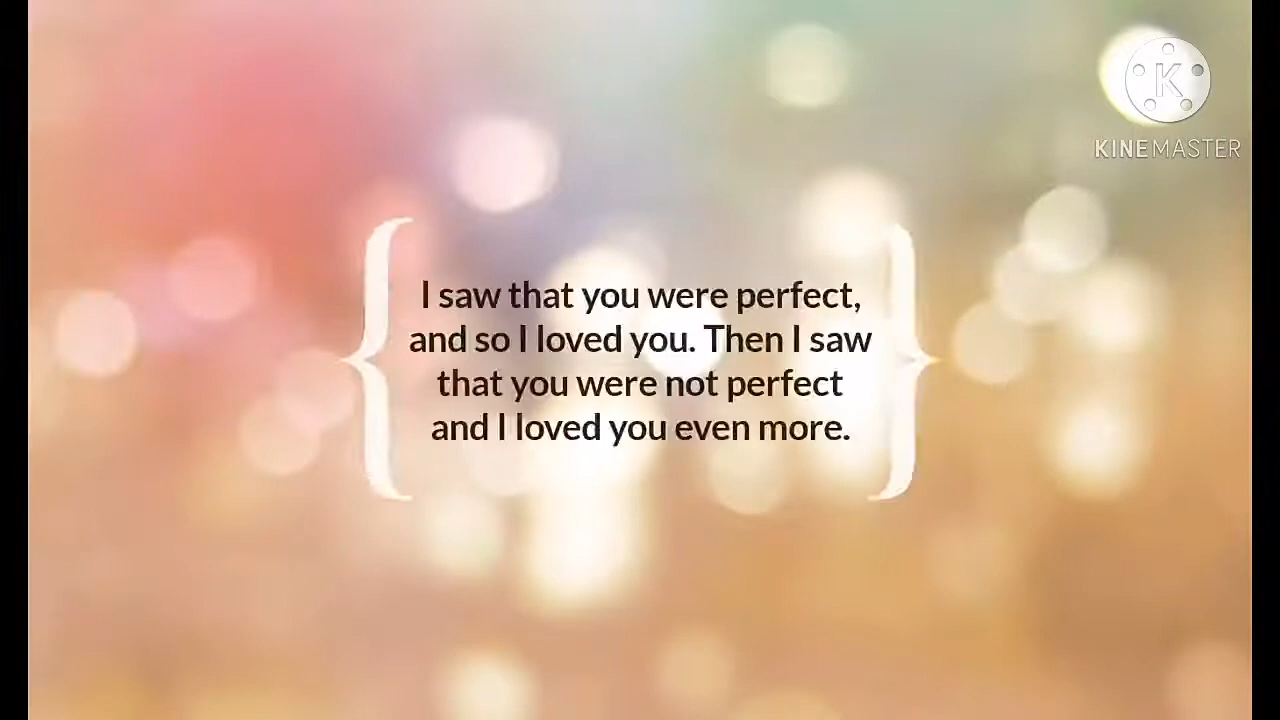 K
KINEMASTER
I saw that you were perfect,
and so I loved you. Then I saw
that you were not perfect
and I loved you even more.